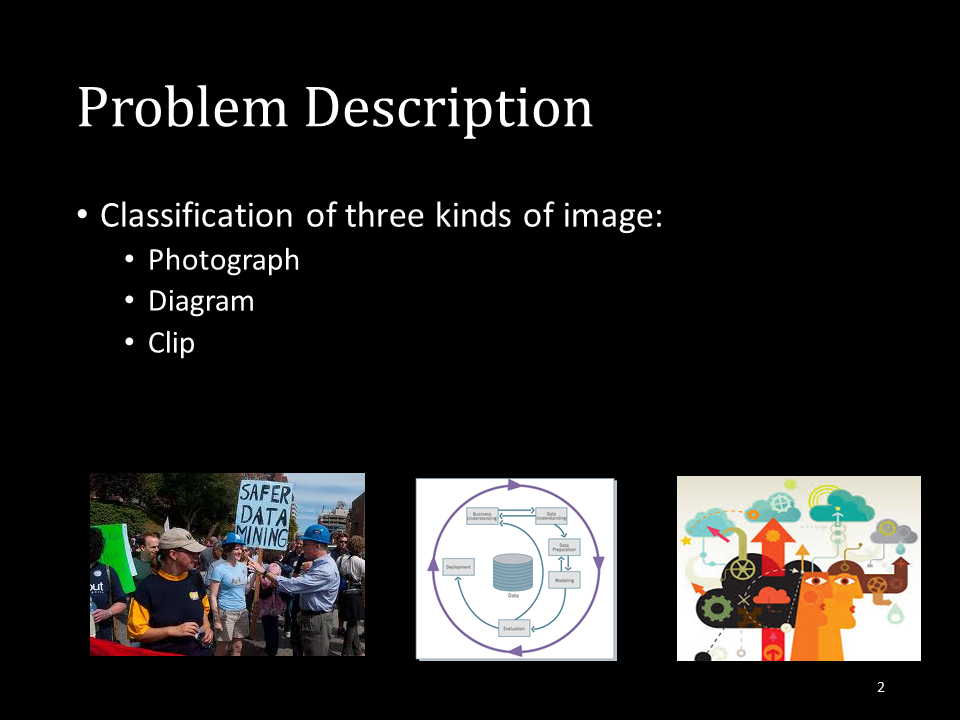 Problem Description
• Classification of three kinds of image:
• Photograph
• Diagram
• Clip
SAFER
DATA
MINING
out
Business
Understanding
Data
Understanding
Data
Preparation
Modeling
Deployment
Data
Evaluation
2